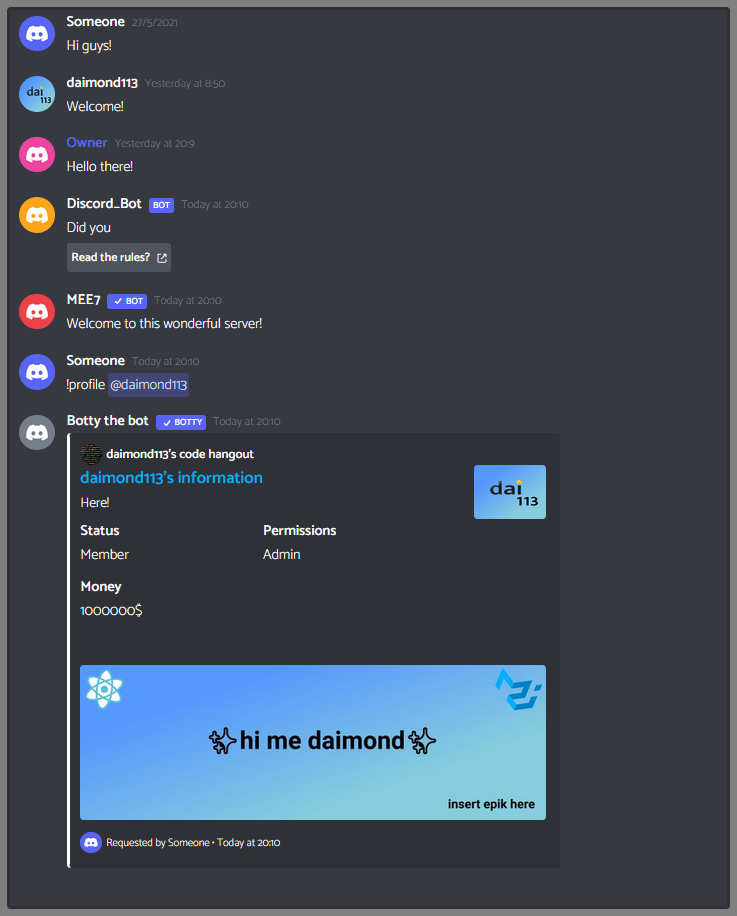 Someone 27/5/2021
Hi guys!
dai
113
daimond113 Yesterday at 8:50
Welcome!
Owner Yesterday at 20:9
Hello there!
Discord_Bot BOT Today at 20:10
Did you
Read the rules?
MEE7 ✓ BOT Today at 20:10
Welcome to this wonderful server!
Someone Today at 20:10
!profile @daimond113
Botty the bot ✓ BOTTY Today at 20:10
daimond113's code hangout
daimond113's information
dai
113
Here!
Status Permissions
Member Admin
Money
1000000$
✨hi me daimond✨
insert epik here
Requested by Someone • Today at 20:10